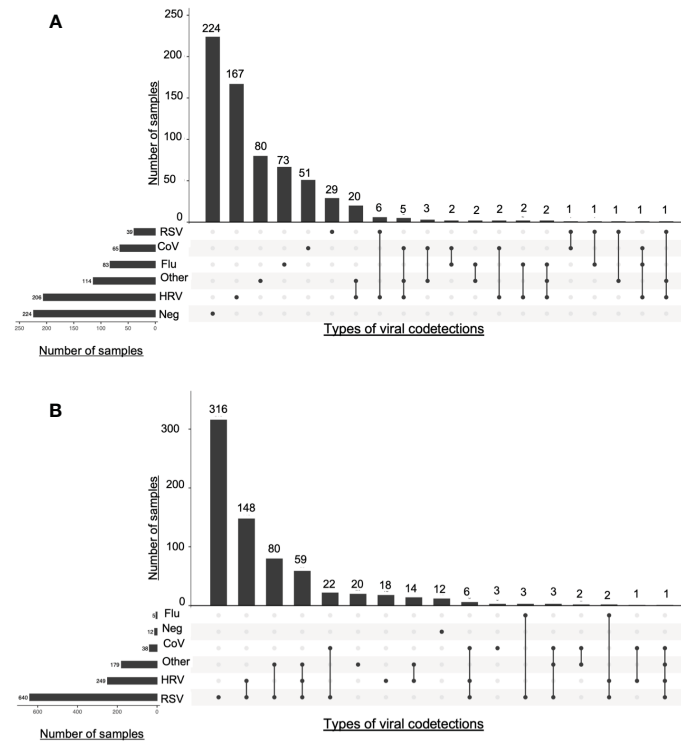 A
250
200
150
100
50
0
Number of samples
224
167
80
73
51
29
20
6
5
3
2
2
2
2
2
1
1
1
1
1
39
RSV
65
CoV
83
Flu
114
Other
206
HRV
224
Neg
250 200 150 100 50 0
Number of samples
Types of viral codetections
B
300
200
100
0
Number of samples
316
148
80
59
22
20
18
14
12
6
3
3
3
2
2
1
1
5
Flu
12
Neg
38
CoV
179
Other
249
HRV
640
RSV
600 400 200 0
Number of samples
Types of viral codetections